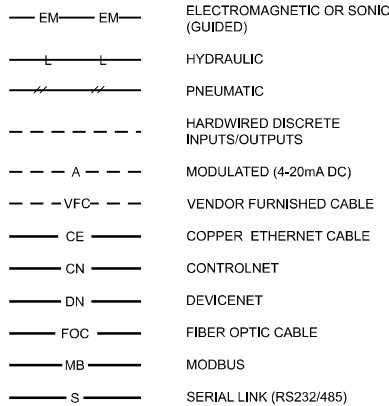 EM EM ELECTROMAGNETIC OR SONIC
(GUIDED)
L L HYDRAULIC
PNEUMATIC
HARDWIRED DISCRETE
INPUTS/OUTPUTS
A MODULATED (4-20mA DC)
VFC VENDOR FURNISHED CABLE
CE COPPER ETHERNET CABLE
CN CONTROLNET
DN DEVICENET
FOC FIBER OPTIC CABLE
MB MODBUS
S SERIAL LINK (RS232/485)